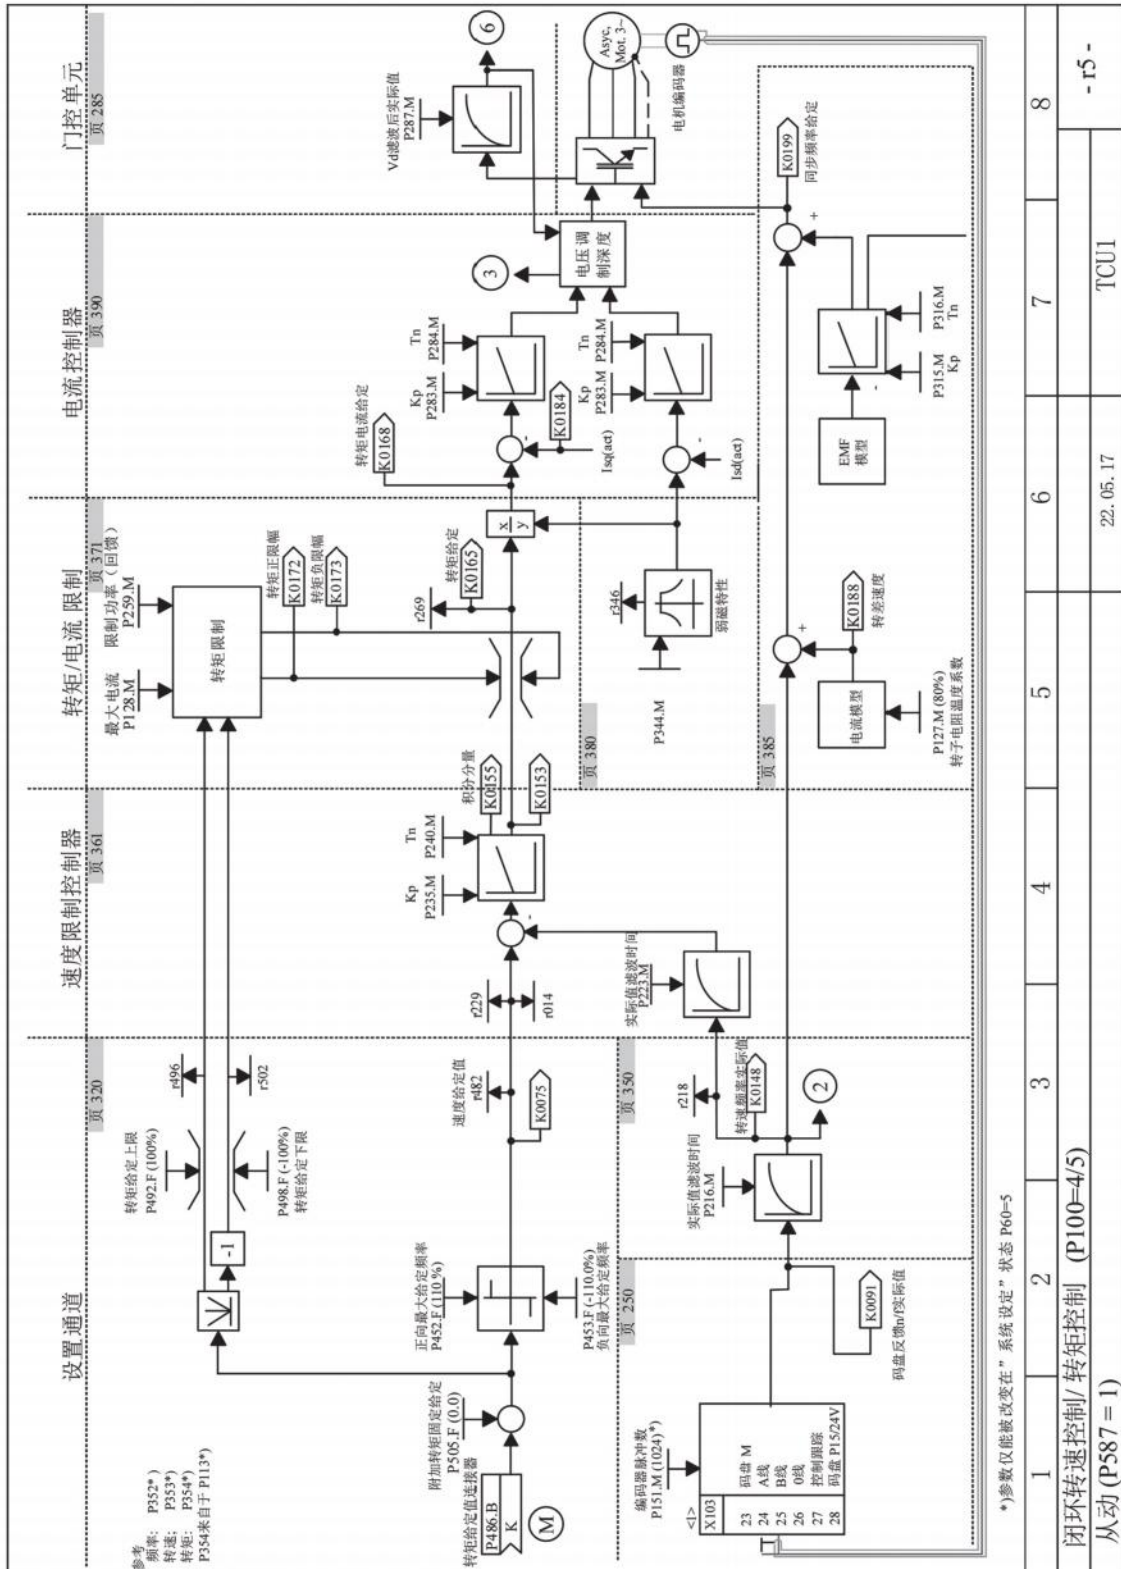 设置通道
速度限制控制器
转矩/电流 限制
电流控制器
门控单元
页 320
页 361
页 371
页 390
页 285
参考
频率: P352*)
转速: P353*)
转矩: P354*)
P354来自于 P113*)
转矩给定上限
P492.F (100%)
r496
r502
-1
P498.F (-100%)
转矩给定下限
最大电流
P128.M
限制功率（回馈）
P259.M
转矩限制
转矩正限幅
K0172
转矩负限幅
K0173
Vd滤波后实际值
P287.M
6
附加转矩固定给定
P505.F (0.0)
转矩给定值连接器
P486.B
K
M
正向最大给定频率
P452.F (110 %)
P453.F (-110.0%)
负向最大给定频率
速度给定值
r482
K0075
r229
r014
Kp
P235.M
Tn
P240.M
积分分量
K0155
K0153
r269
转矩给定
K0165
x
y
转矩电流给定
K0168
Kp
P283.M
Tn
P284.M
K0184
Isq(act)
3
电压调
制深度
Kp
P283.M
Tn
P284.M
Isd(act)
Asyc,
Mot. 3~
电机编码器
页 380
P344.M
r346
弱磁特性
页 250
页 350
页 385
编码器脉冲数
P151.M (1024)*)
<1>
X103
23 码盘 M
24 A线
25 B线
26 0线
27 控制跟踪
28 码盘 P15/24V
K0091
码盘反馈n/f实际值
实际值滤波时间
P216.M
r218
转速频率实际值
K0148
2
实际值滤波时间
P223.M
电流模型
P127.M (80%)
转子电阻温度系数
K0188
转差速度
+
EMF
模型
P315.M
Kp
P316.M
Tn
-
+
K0199
同步频率给定
*)参数仅能被改变在”系统设定”状态 P60=5
1
2
3
4
5
6
7
8
闭环转速控制/ 转矩控制 (P100=4/5)
从动 (P587 = 1)
22.05.17
TCU1
- r5 -